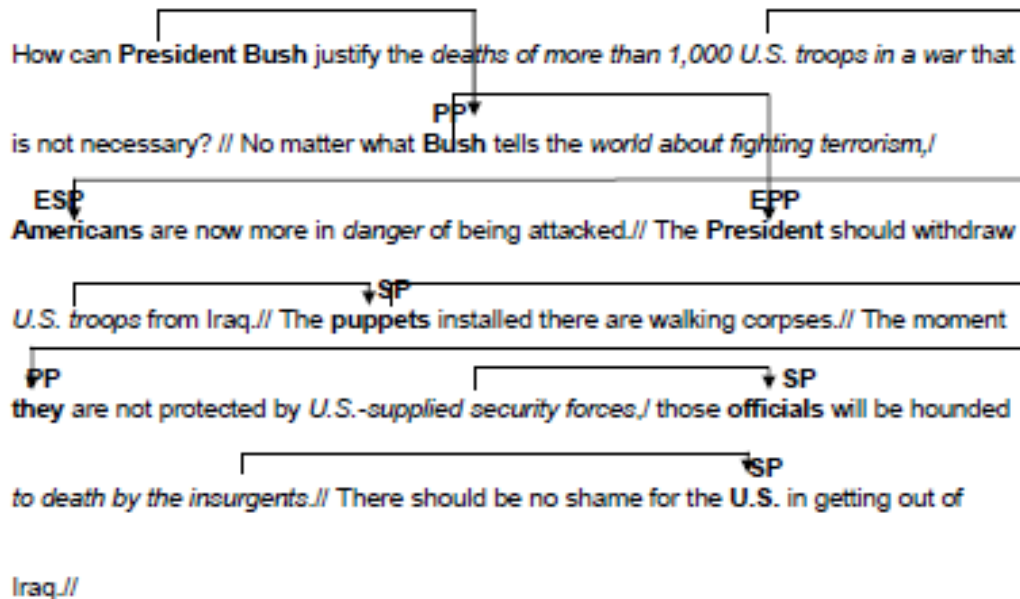 How can President Bush justify the deaths of more than 1,000 U.S. troops in a war that
PP
is not necessary? // No matter what Bush tells the world about fighting terrorism,/
ESP EPP
Americans are now more in danger of being attacked.// The President should withdraw
SP
U.S. troops from Iraq.// The puppets installed there are walking corpses.// The moment
PP SP
they are not protected by U.S.-supplied security forces,/ those officials will be hounded
SP
to death by the insurgents.// There should be no shame for the U.S. in getting out of
Iraq.//